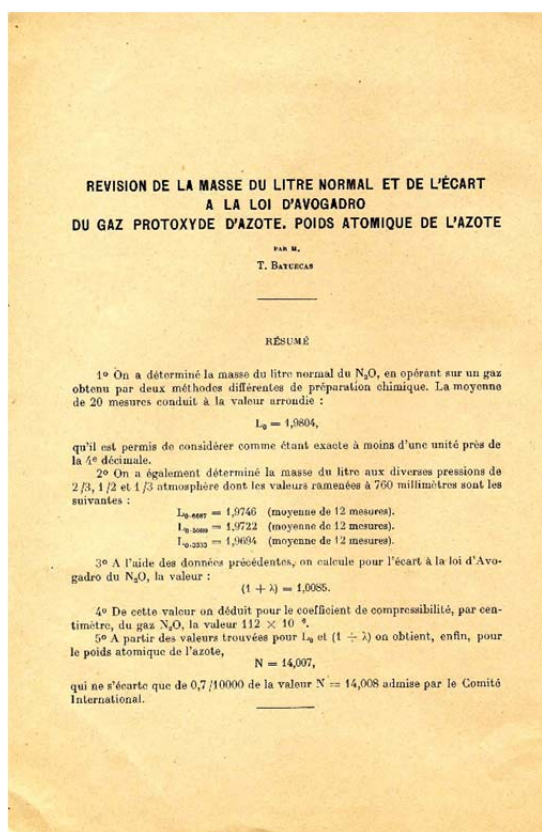 REVISION DE LA MASSE DU LITRE NORMAL ET DE L'ÉCART
A LA LOI D'AVOGADRO
DU GAZ PROTOXYDE D'AZOTE. POIDS ATOMIQUE DE L'AZOTE
PAR M.
T. BATUECAS
RÉSUMÉ
1º On a déterminé la masse du litre normal du N₂O, en opérant sur un gaz
obtenu par deux méthodes différentes de préparation chimique. La moyenne
de 20 mesures conduit à la valeur arrondie :
L₀ = 1,9804,
qu'il est permis de considérer comme étant exacte à moins d'une unité près de
la 4ᵉ décimale.
2º On a également déterminé la masse du litre aux diverses pressions de
2/3, 1/2 et 1/3 atmosphère dont les valeurs ramenées à 760 millimètres sont les
suivantes :
L₀.₆₆₆₇ = 1,9746 (moyenne de 12 mesures).
L₀.₅₀₀₀ = 1,9722 (moyenne de 12 mesures).
L₀.₃₃₃₃ = 1,9694 (moyenne de 12 mesures).
3º A l'aide des données précédentes, on calcule pour l'écart à la loi d'Avo-
gadro du N₂O, la valeur :
(1 + λ) = 1,0085.
4º De cette valeur on déduit pour le coefficient de compressibilité, par cen-
timètre, du gaz N₂O, la valeur 112 × 10
5º A partir des valeurs trouvées pour L₀ et (1 + λ) on obtient, enfin, pour
le poids atomique de l'azote,
N = 14,007,
qui ne s'écarte que de 0,7/10000 de la valeur N = 14,008 admise par le Comité
International.